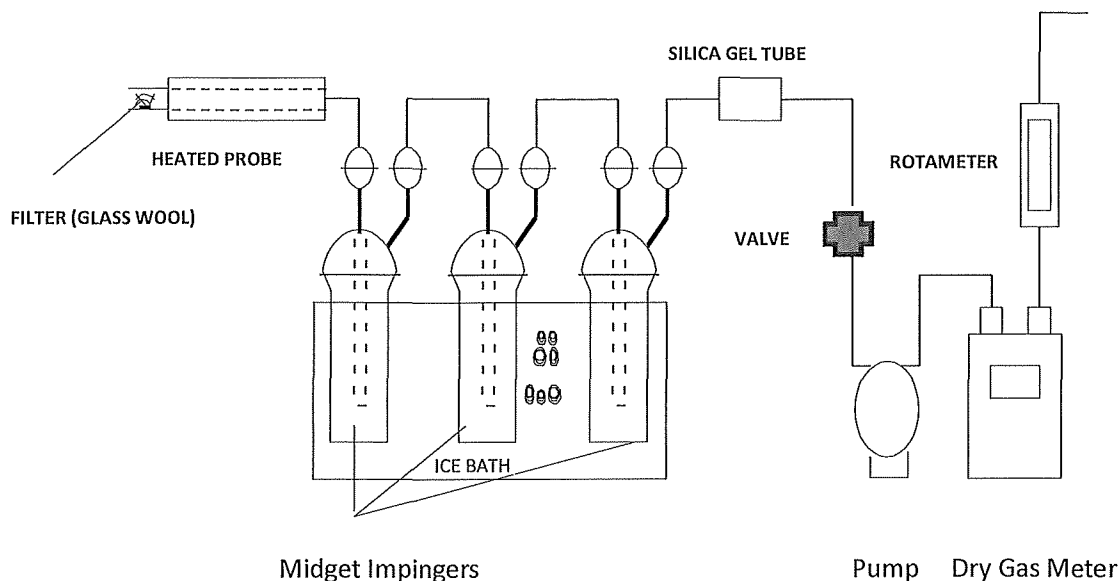 SILICA GEL TUBE
HEATED PROBE
ROTAMETER
FILTER (GLASS WOOL)
VALVE
ICE BATH
Midget Impingers
Pump
Dry Gas Meter